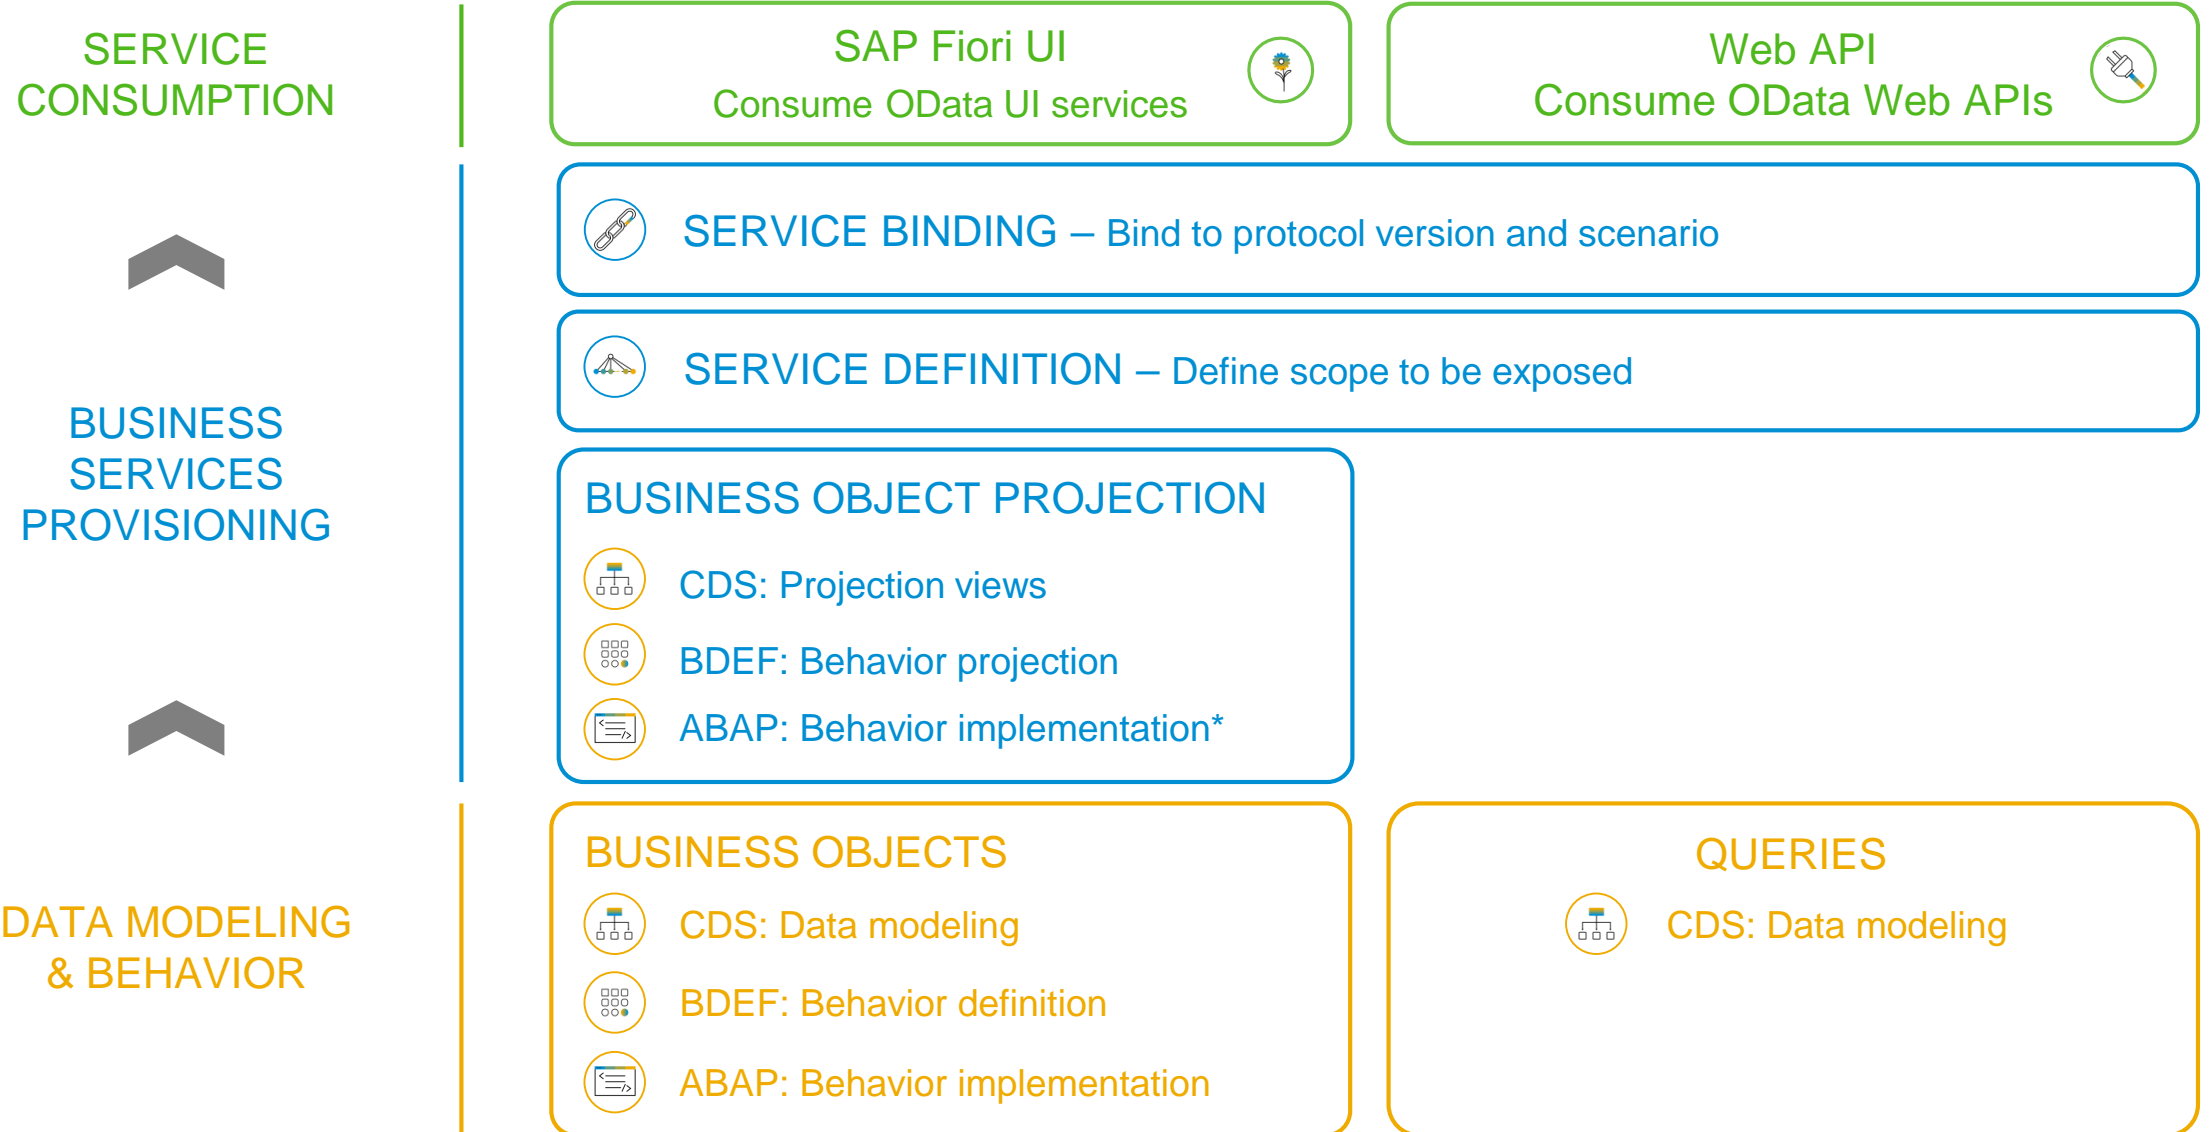 SERVICE
CONSUMPTION
SAP Fiori UI
Consume OData UI services
Web API
Consume OData Web APIs
BUSINESS
SERVICES
PROVISIONING
SERVICE BINDING – Bind to protocol version and scenario
SERVICE DEFINITION – Define scope to be exposed
BUSINESS OBJECT PROJECTION
CDS: Projection views
BDEF: Behavior projection
ABAP: Behavior implementation*
DATA MODELING
& BEHAVIOR
BUSINESS OBJECTS
CDS: Data modeling
BDEF: Behavior definition
ABAP: Behavior implementation
QUERIES
CDS: Data modeling